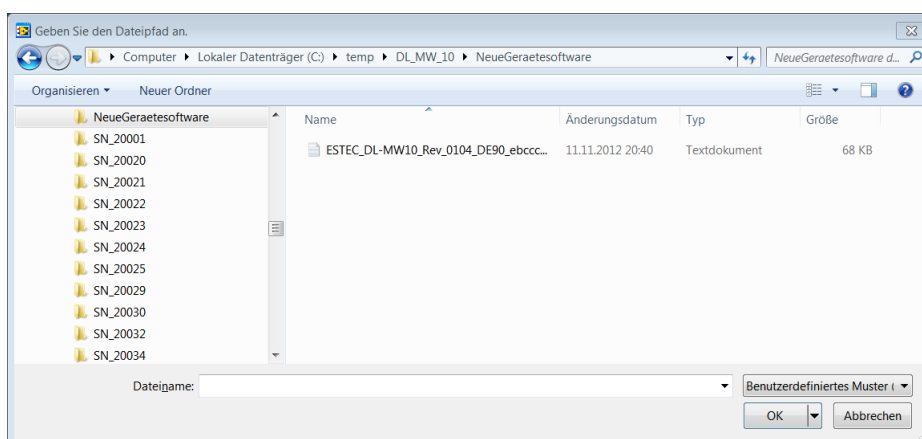 Geben Sie den Dateipfad an.
Computer Lokaler Datenträger (C:) temp DL_MW_10 NeueGeraetesoftware NeueGeraetesoftware d...
Organisieren Neuer Ordner
NeueGeraetesoftware
SN_20001
SN_20020
SN_20021
SN_20022
SN_20023
SN_20024
SN_20025
SN_20029
SN_20030
SN_20032
SN_20034
Name Änderungsdatum Typ Größe
ESTEC_DL-MW10_Rev_0104_DE90_ebccc... 11.11.2012 20:40 Textdokument 68 KB
Dateiname:
Benutzerdefiniertes Muster (
OK Abbrechen